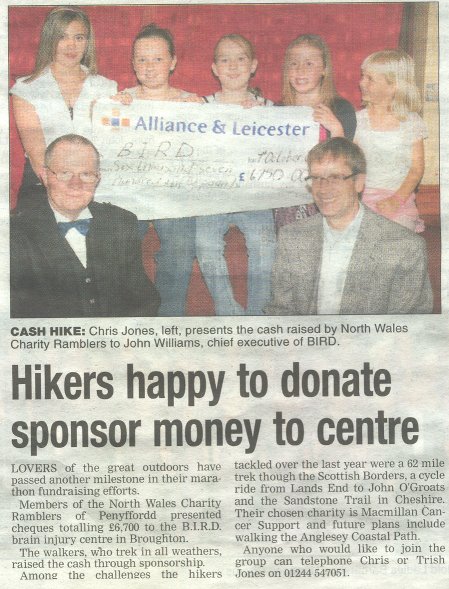 Alliance & Leicester
B.I.R.D
CASH HIKE: Chris Jones, left, presents the cash raised by North Wales
Charity Ramblers to John Williams, chief executive of BIRD.
Hikers happy to donate
sponsor money to centre
LOVERS of the great outdoors have
passed another milestone in their mara-
thon fundraising efforts.
Members of the North Wales Charity
Ramblers of Penyffordd presented
cheques totalling £6,700 to the B.I.R.D.
brain injury centre in Broughton.
The walkers, who trek in all weathers,
raised the cash through sponsorship.
Among the challenges the hikers
tackled over the last year were a 62 mile
trek though the Scottish Borders, a cycle
ride from Lands End to John O'Groats
and the Sandstone Trail in Cheshire.
Their chosen charity is Macmillan Can-
cer Support and future plans include
walking the Anglesey Coastal Path.
Anyone who would like to join the
group can telephone Chris or Trish
Jones on 01244 547051.